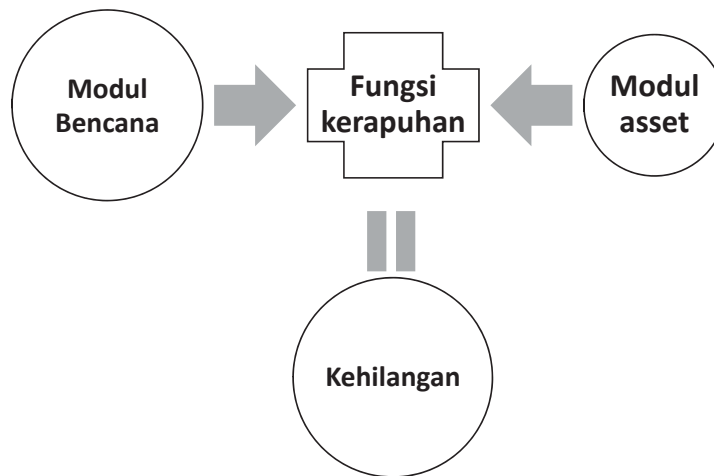 Modul
Bencana
Fungsi
kerapuhan
Modul
asset
Kehilangan